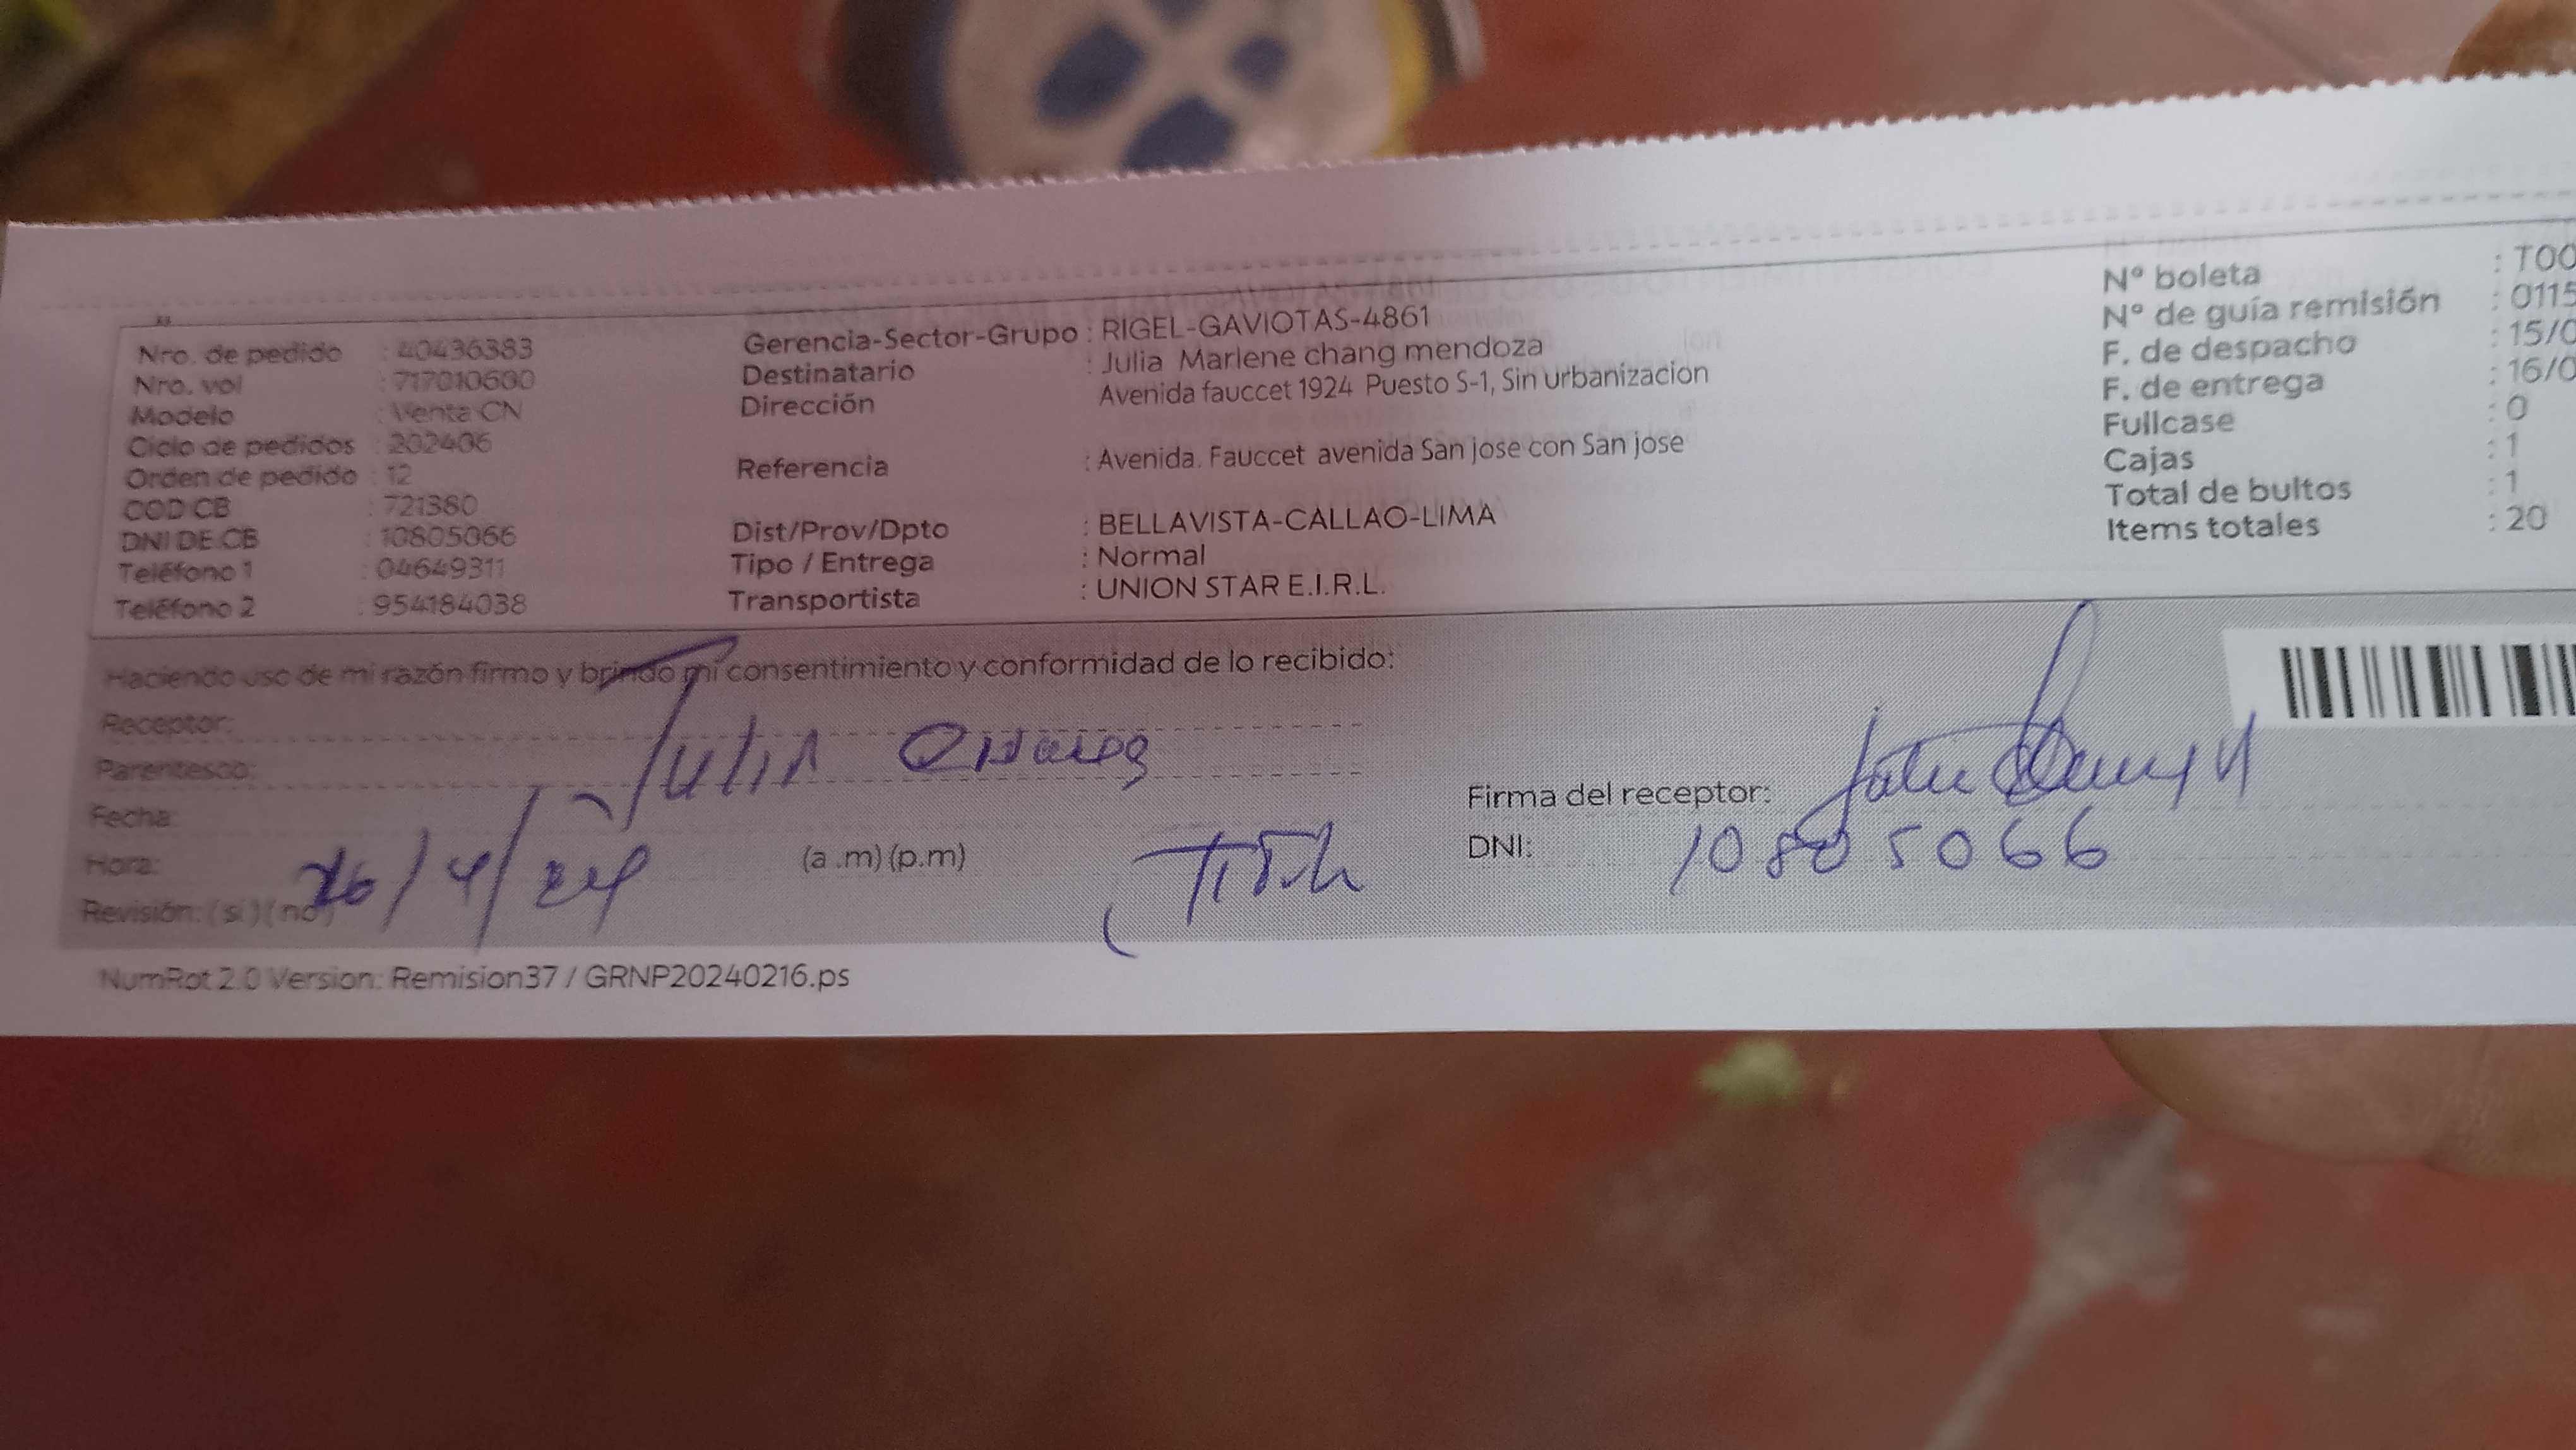 Nro. de pedido : 40436383
Nro. vol : 717010600
Modelo : Venta CN
Ciclo de pedidos : 202406
Orden de pedido : 12
COD CB : 721380
DNI DE CB : 10805066
Teléfono 1 : 04649311
Teléfono 2 : 954184038
Gerencia-Sector-Grupo : RIGEL-GAVIOTAS-4861
Destinatario : Julia Marlene chang mendoza
Dirección Avenida fauccet 1924 Puesto S-1, Sin urbanizacion
Referencia : Avenida. Fauccet avenida San jose con San jose
Dist/Prov/Dpto : BELLAVISTA-CALLAO-LIMA
Tipo / Entrega : Normal
Transportista : UNION STAR E.I.R.L.
Nº boleta : T00
Nº de guía remisión : 0115
F. de despacho : 15/0
F. de entrega : 16/0
Fullcase : 0
Cajas : 1
Total de bultos : 1
Items totales : 20
Haciendo uso de mi razón firmo y brindo mi consentimiento y conformidad de lo recibido:
Receptor:
Parentesco: Julia
Fecha:
Hora: (a .m) (p.m)
16/4/24
Revisión: ( si ) ( no )
Firma del receptor:
DNI: 10805066
NumRot 2.0 Version: Remision37 / GRNP20240216.ps